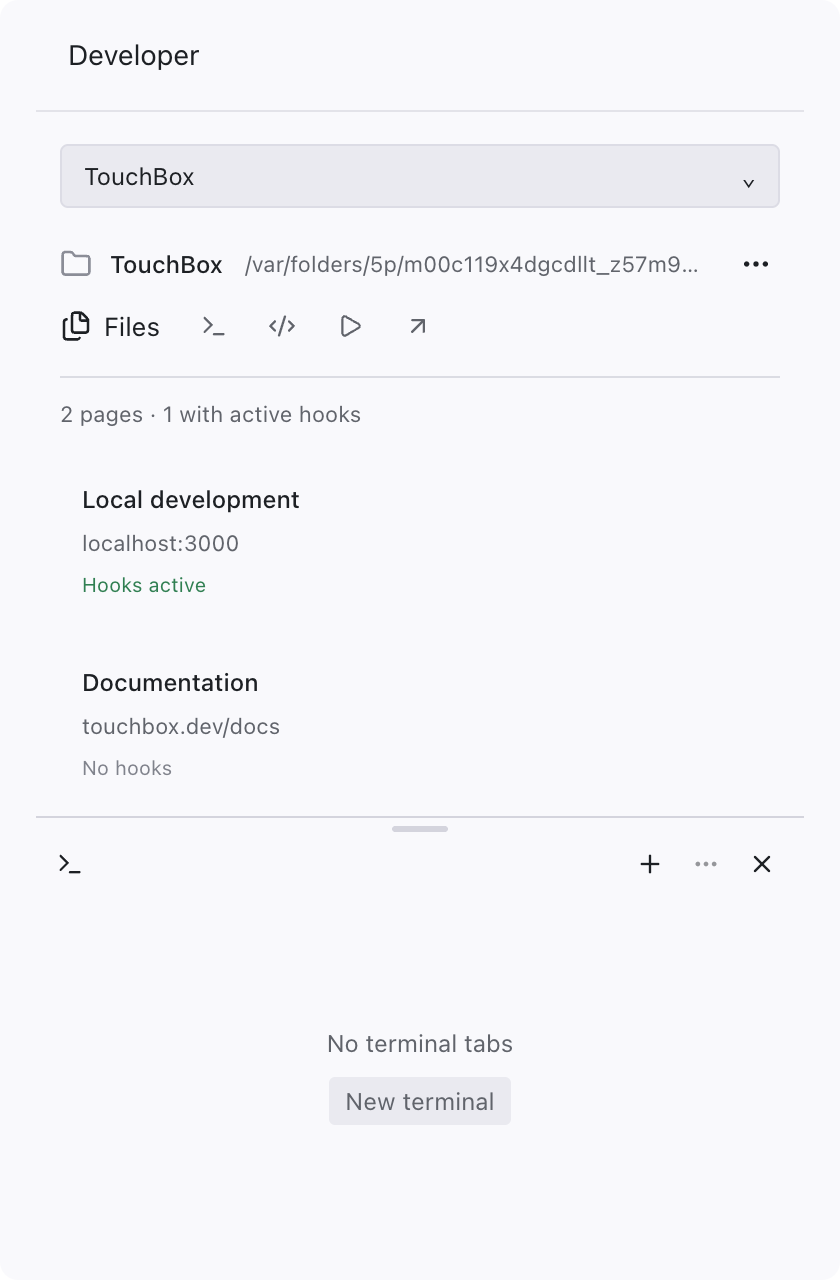 Developer
TouchBox
TouchBox /var/folders/5p/m00c119x4dgcdllt_z57m9...
Files
2 pages · 1 with active hooks
Local development
localhost:3000
Hooks active
Documentation
touchbox.dev/docs
No hooks
No terminal tabs
New terminal